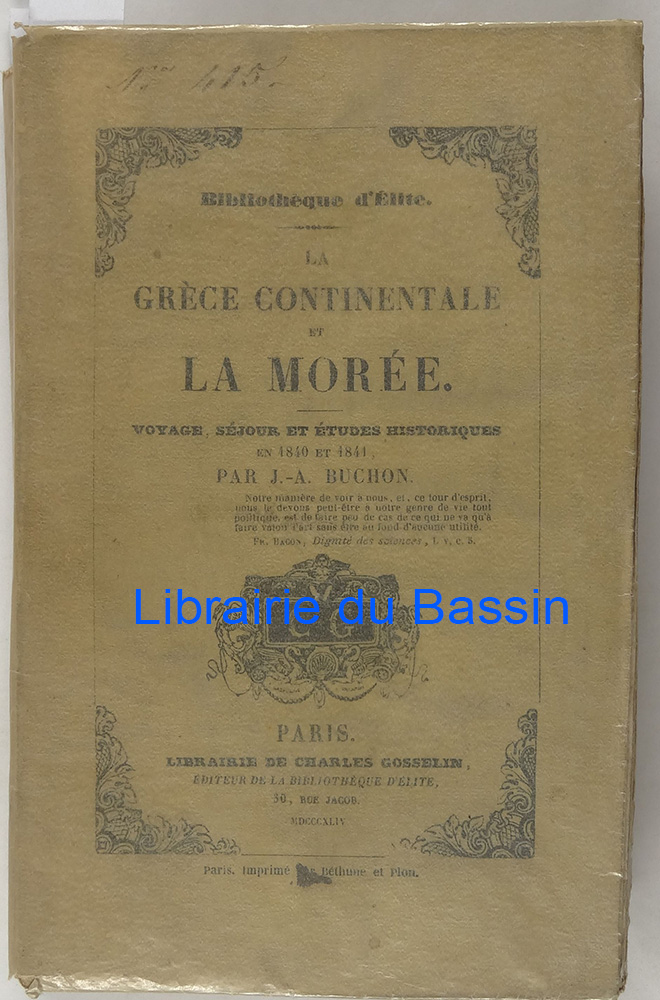 415
Bibliothèque d'Élite.
LA
GRÈCE CONTINENTALE
ET
LA MORÉE.
VOYAGE, SÉJOUR ET ÉTUDES HISTORIQUES
EN 1840 ET 1841,
PAR J.-A. BUCHON.
Notre manière de voir à nous, et, ce tour d'esprit,
nous le devons peut-être à notre genre de vie tout
politique, est de faire peu de cas de ce qui ne va qu'à
faire valoir l'art sans être au fond d'aucune utilité.
FR. BACON, Dignité des sciences, l. v, c. 5.
Librairie du Bassin
PARIS.
LIBRAIRIE DE CHARLES GOSSELIN,
ÉDITEUR DE LA BIBLIOTHÈQUE D'ÉLITE,
30, RUE JACOB.
MDCCCXLIV
Paris, Imprimé par Béthune et Plon.